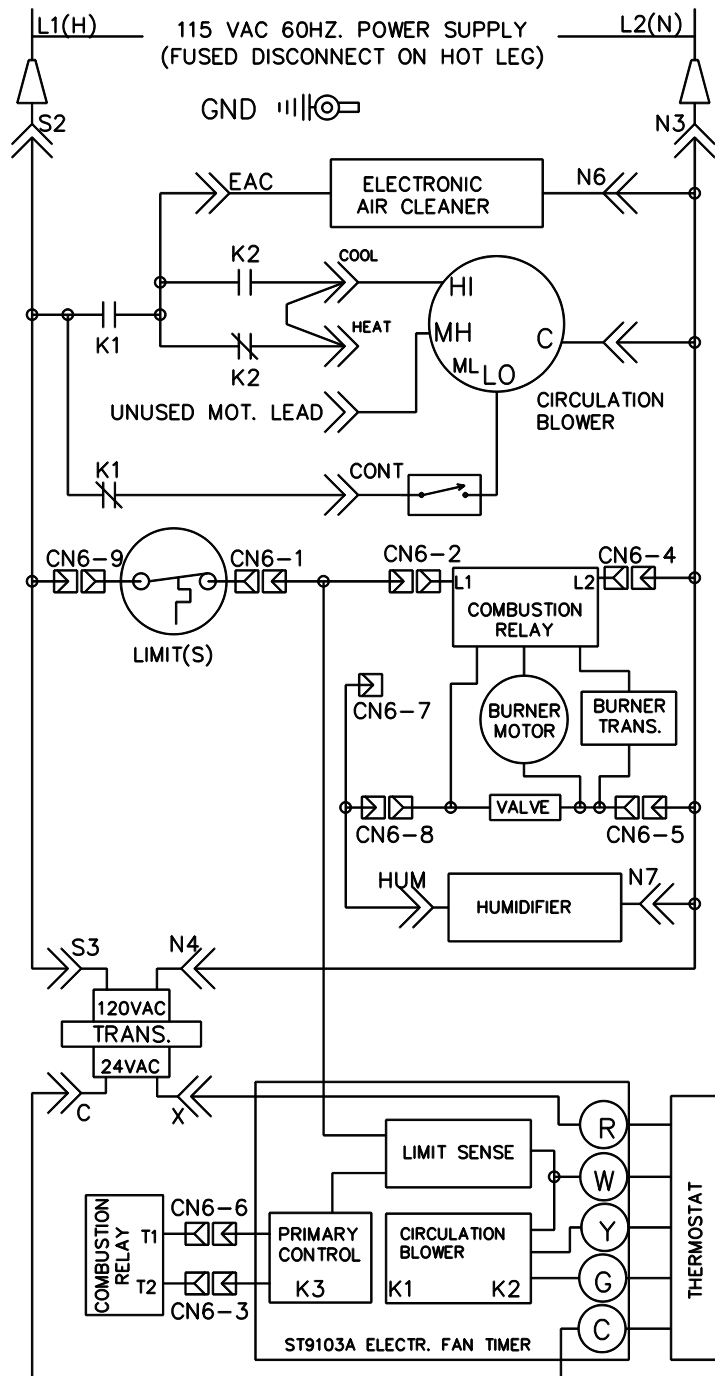 L1(H)
115 VAC 60HZ. POWER SUPPLY
(FUSED DISCONNECT ON HOT LEG)
L2(N)
GND
S2
N3
EAC
ELECTRONIC
AIR CLEANER
N6
K2
COOL
HI
K1
HEAT
MH
C
K2
ML
LO
UNUSED MOT. LEAD
CIRCULATION
BLOWER
K1
CONT
CN6-9
CN6-1
CN6-2
CN6-4
L1
L2
COMBUSTION
RELAY
LIMIT(S)
CN6-7
BURNER
MOTOR
BURNER
TRANS.
VALVE
CN6-8
CN6-5
HUM
HUMIDIFIER
N7
S3
N4
120VAC
TRANS.
24VAC
C
X
R
LIMIT SENSE
W
THERMOSTAT
COMBUSTION
RELAY
CN6-6
T1
PRIMARY
CONTROL
K3
CIRCULATION
BLOWER
K1
K2
Y
T2
G
CN6-3
C
ST9103A ELECTR. FAN TIMER